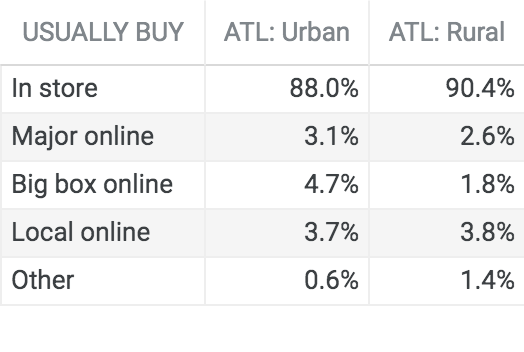 USUALLY BUY ATL: Urban ATL: Rural
In store 88.0% 90.4%
Major online 3.1% 2.6%
Big box online 4.7% 1.8%
Local online 3.7% 3.8%
Other 0.6% 1.4%